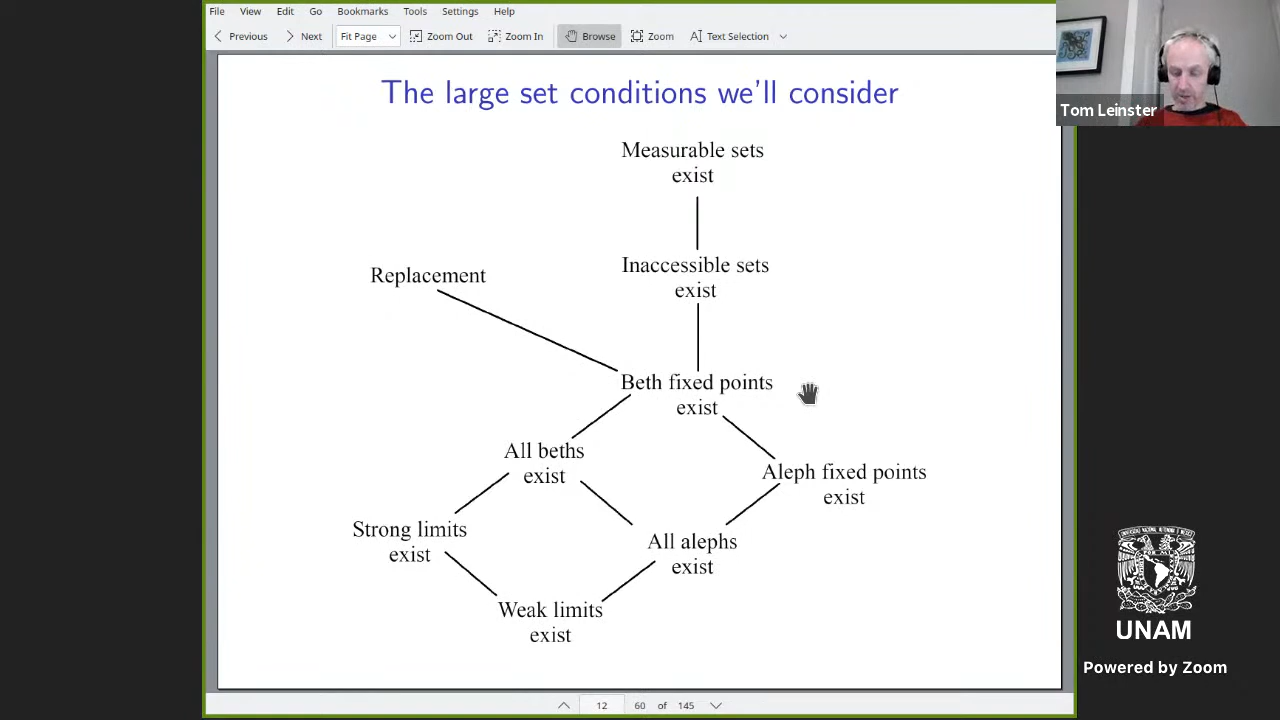 File View Edit Go Bookmarks Tools Settings Help
Previous Next Fit Page Zoom Out Zoom In Browse Zoom Text Selection
The large set conditions we'll consider
Tom Leinster
Measurable sets
exist
Replacement
Inaccessible sets
exist
Beth fixed points
exist
All beths
exist
Aleph fixed points
exist
Strong limits
exist
All alephs
exist
Weak limits
exist
UNAM
Powered by Zoom
12 60 of 145